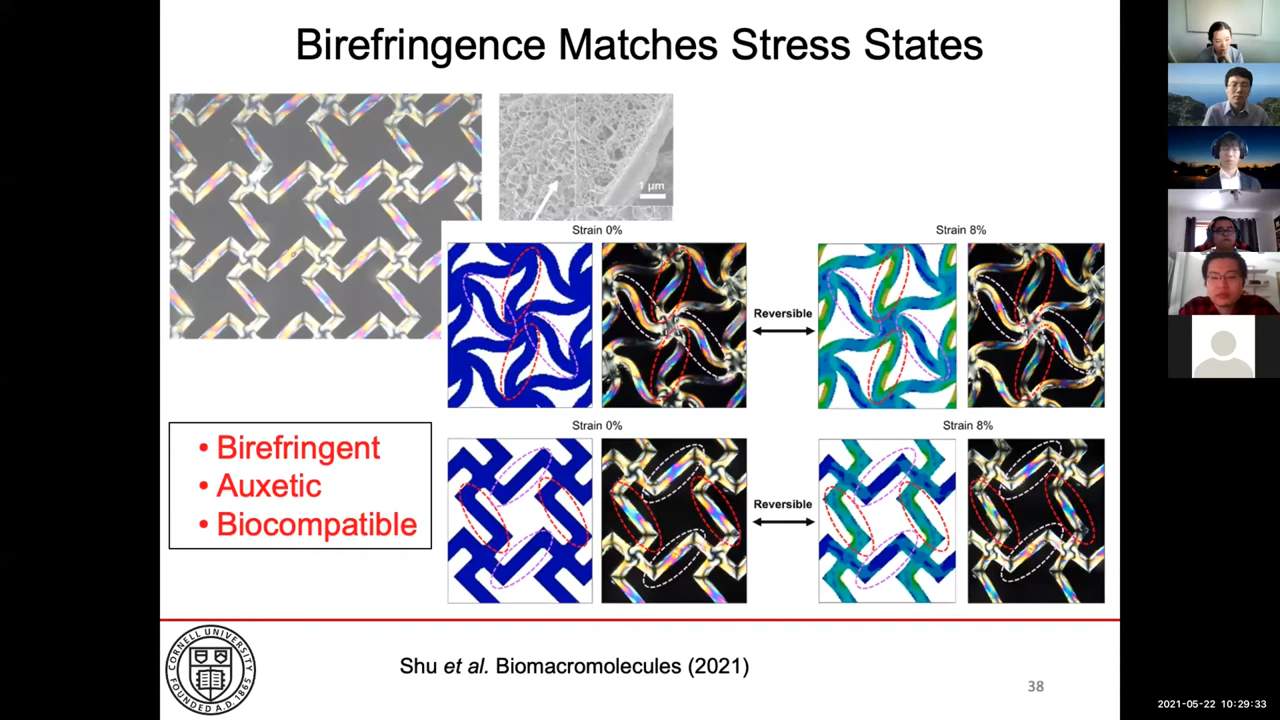 Birefringence Matches Stress States
1 μm
Strain 0%
Strain 8%
Reversible
Strain 0%
Strain 8%
Reversible
• Birefringent
• Auxetic
• Biocompatible
CORNELL UNIVERSITY
FOUNDED A.D. 1865
Shu et al. Biomacromolecules (2021)
38
2021-05-22 10:29:33